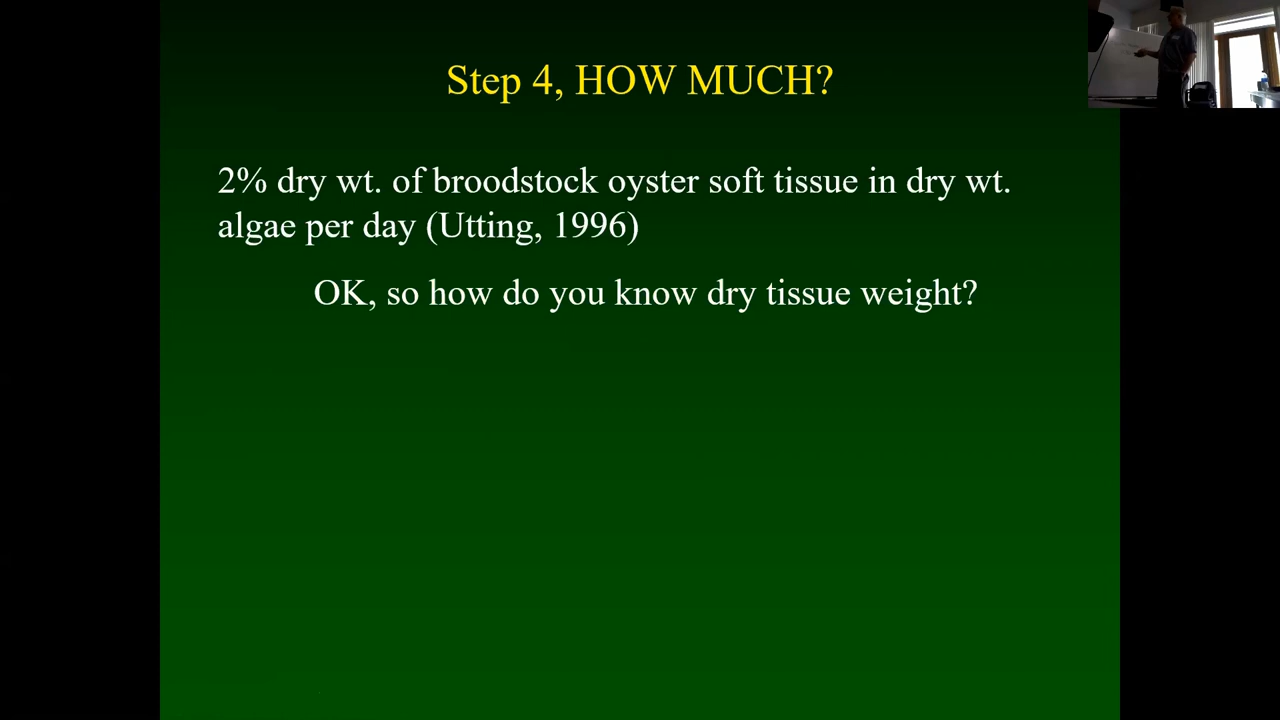 Step 4, HOW MUCH?
2% dry wt. of broodstock oyster soft tissue in dry wt.
algae per day (Utting, 1996)
OK, so how do you know dry tissue weight?